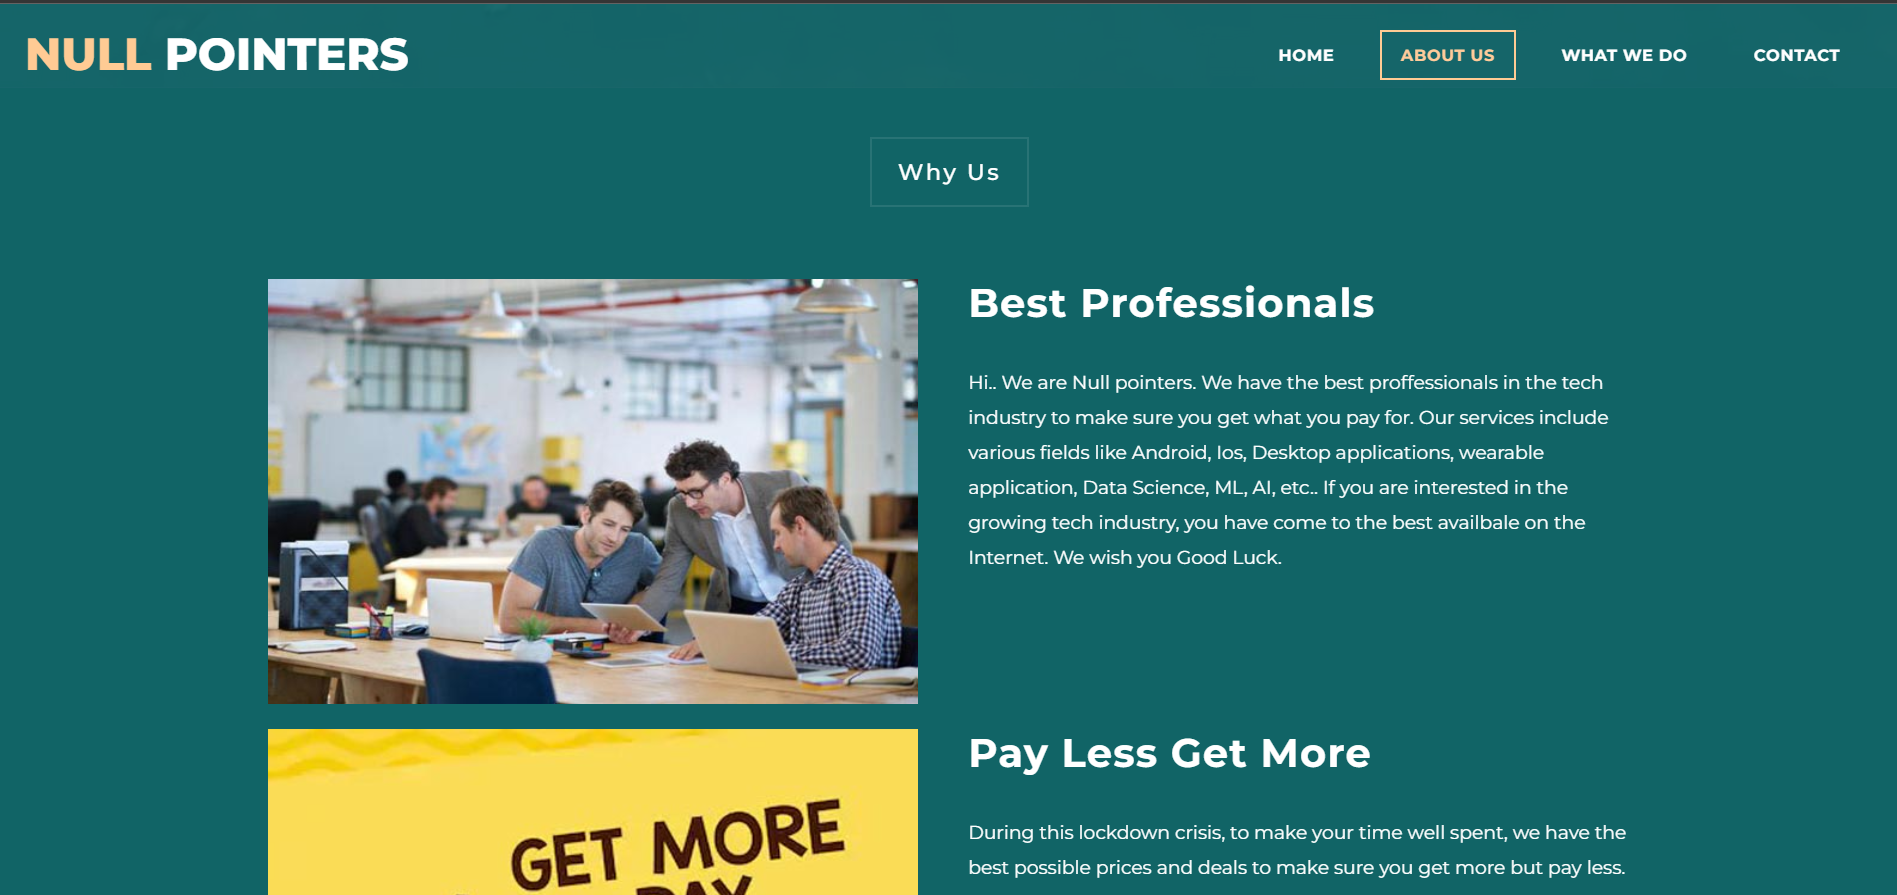 NULL POINTERS
HOME
ABOUT US
WHAT WE DO
CONTACT
Why Us
Best Professionals
Hi.. We are Null pointers. We have the best proffessionals in the tech
industry to make sure you get what you pay for. Our services include
various fields like Android, Ios, Desktop applications, wearable
application, Data Science, ML, AI, etc.. If you are interested in the
growing tech industry, you have come to the best availbale on the
Internet. We wish you Good Luck.
GET MORE
PAY
Pay Less Get More
During this lockdown crisis, to make your time well spent, we have the
best possible prices and deals to make sure you get more but pay less.